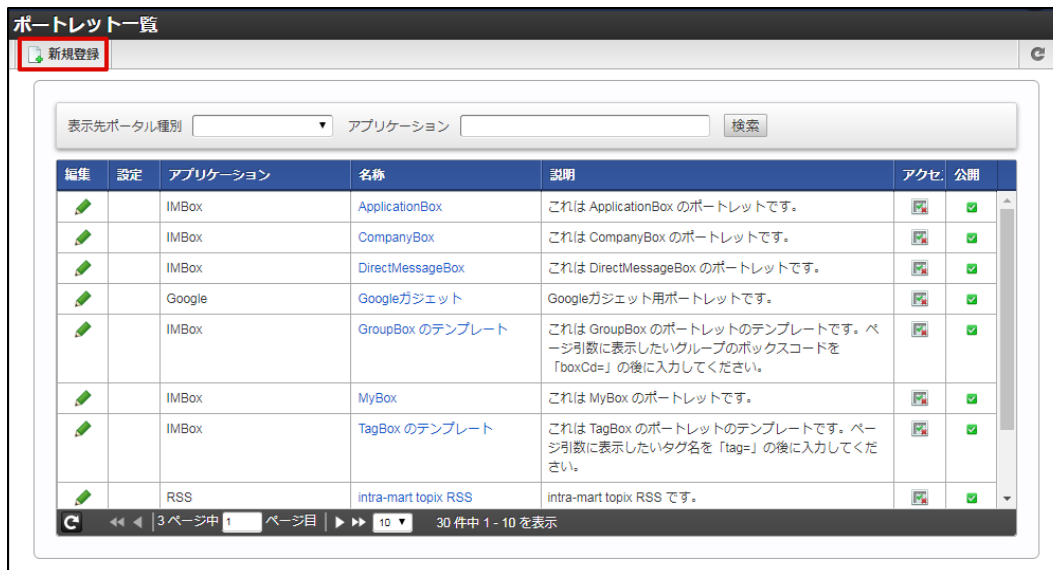 ポートレット一覧
新規登録
表示先ポータル種別 アプリケーション 検索
編集 設定 アプリケーション 名称 説明 アクセ. 公開
IMBox ApplicationBox これは ApplicationBox のポートレットです。
IMBox CompanyBox これは CompanyBox のポートレットです。
IMBox DirectMessageBox これは DirectMessageBox のポートレットです。
Google Googleガジェット Googleガジェット用ポートレットです。
IMBox GroupBox のテンプレート これは GroupBox のポートレットのテンプレートです。ペ
ージ引数に表示したいグループのボックスコードを
「boxCd=」の後に入力してください。
IMBox MyBox これは MyBox のポートレットです。
IMBox TagBox のテンプレート これは TagBox のポートレットのテンプレートです。ペー
ジ引数に表示したいタグ名を「tag=」の後に入力してくだ
さい。
RSS intra-mart topix RSS intra-mart topix RSS です。
3 ページ中 1 ページ目 10 30 件中 1 - 10 を表示